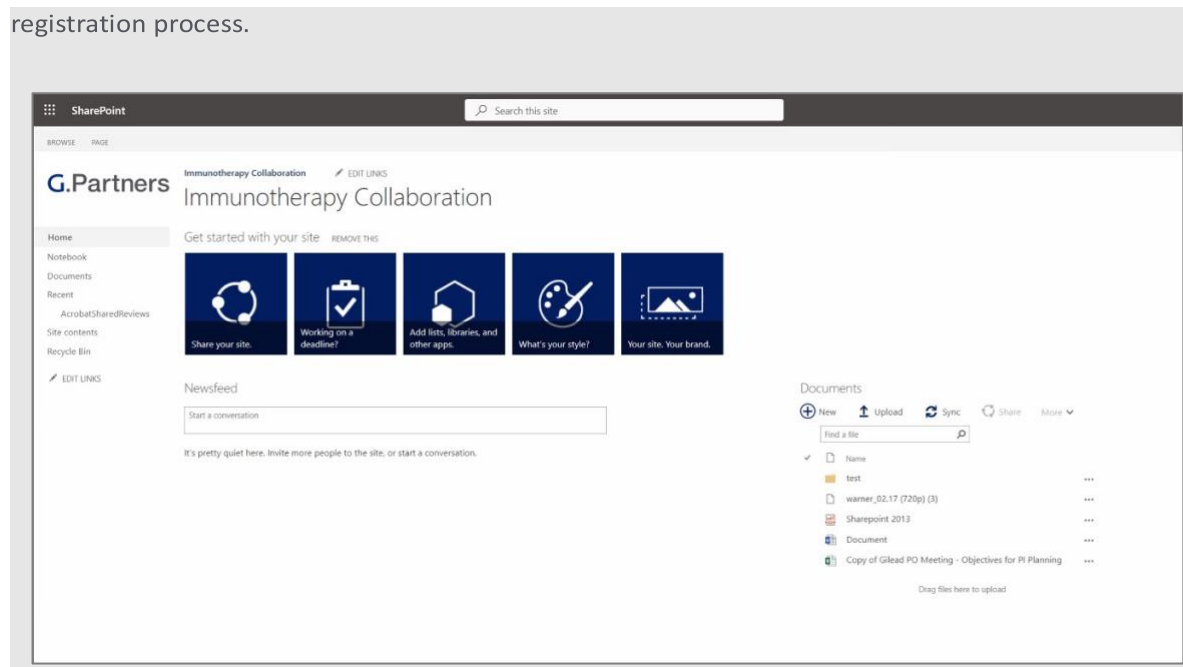 registration process.
SharePoint
Search this site
BROWSE PAGE
G.Partners
Immunotherapy Collaboration EDIT LINKS
Immunotherapy Collaboration
Home
Notebook
Documents
Recent
AcrobatSharedReviews
Site contents
Recycle Bin
EDIT LINKS
Get started with your site REMOVE THIS
Share your site.
Working on a
deadline?
Add lists, libraries, and
other apps.
What's your style?
Your site. Your brand.
Newsfeed
Start a conversation
It's pretty quiet here. Invite more people to the site, or start a conversation.
Documents
New Upload Sync Share More
Find a file
Name
test
...
warner_02.17 (720p) (3)
...
Sharepoint 2013
...
Document
...
Copy of Gilead PO Meeting - Objectives for PI Planning
...
Drag files here to upload